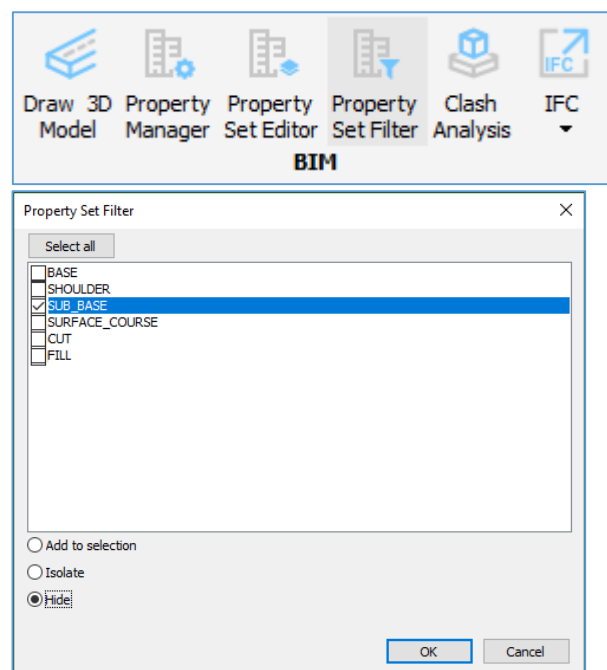 IFC
Draw 3D Property Property Property Clash IFC
Model Manager Set Editor Set Filter Analysis
BIM
Property Set Filter
Select all
BASE
SHOULDER
SUB_BASE
SURFACE_COURSE
CUT
FILL
Add to selection
Isolate
Hide
OK Cancel